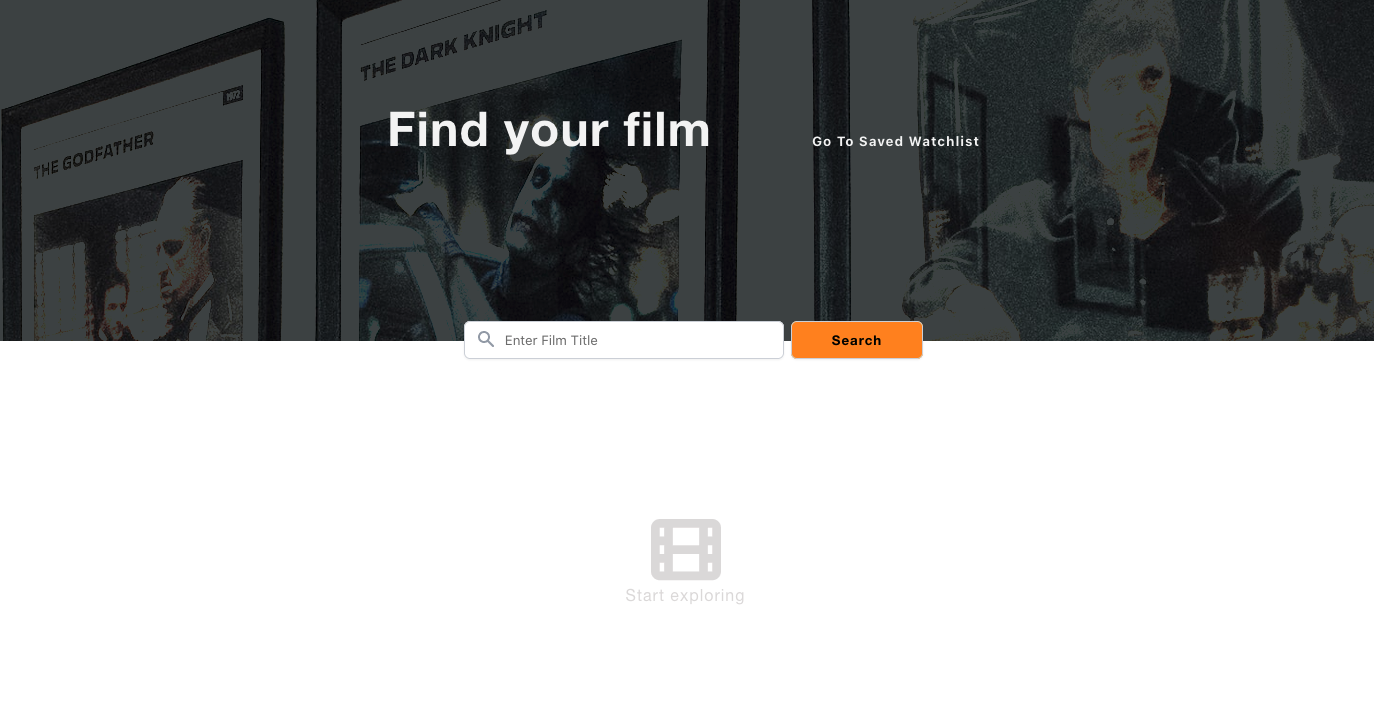 THE DARK KNIGHT
1972
THE GODFATHER
Find your film
Go To Saved Watchlist
Enter Film Title
Search
Start exploring